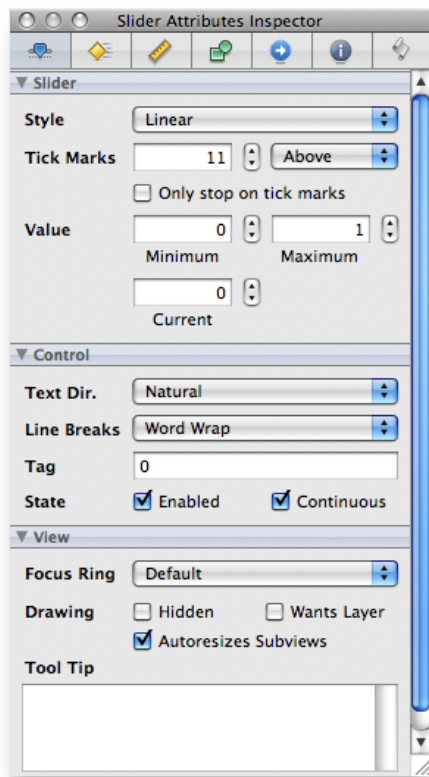 Slider Attributes Inspector
Slider
Style Linear
Tick Marks 11 Above
Only stop on tick marks
Value 0 1
Minimum Maximum
0
Current
Control
Text Dir. Natural
Line Breaks Word Wrap
Tag 0
State Enabled Continuous
View
Focus Ring Default
Drawing Hidden Wants Layer
Autoresizes Subviews
Tool Tip